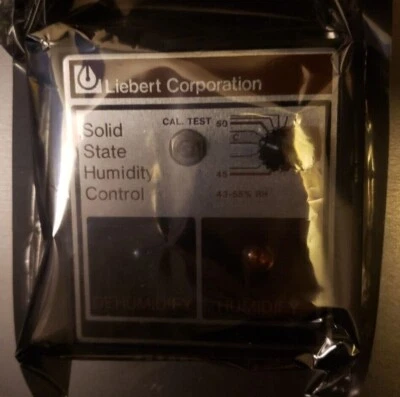 Liebert Corporation
Solid
State
Humidity
Control
CAL. TEST
60
45
DEHUMIDIFY
HUMIDIFY